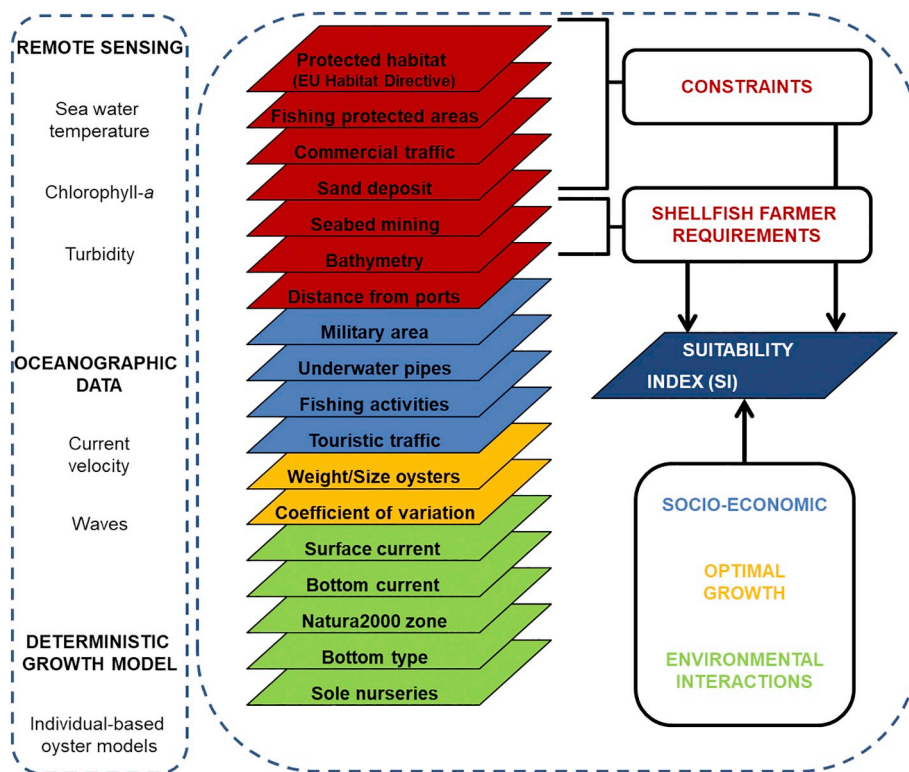 REMOTE SENSING
Sea water
temperature
Chlorophyll-a
Turbidity
OCEANOGRAPHIC
DATA
Current
velocity
Waves
DETERMINISTIC
GROWTH MODEL
Individual-based
oyster models
Protected habitat
(EU Habitat Directive)
Fishing protected areas
Commercial traffic
Sand deposit
Seabed mining
Bathymetry
Distance from ports
Military area
Underwater pipes
Fishing activities
Touristic traffic
Weight/Size oysters
Coefficient of variation
Surface current
Bottom current
Natura2000 zone
Bottom type
Sole nurseries
CONSTRAINTS
SHELLFISH FARMER
REQUIREMENTS
SUITABILITY
INDEX (SI)
SOCIO-ECONOMIC
OPTIMAL
GROWTH
ENVIRONMENTAL
INTERACTIONS